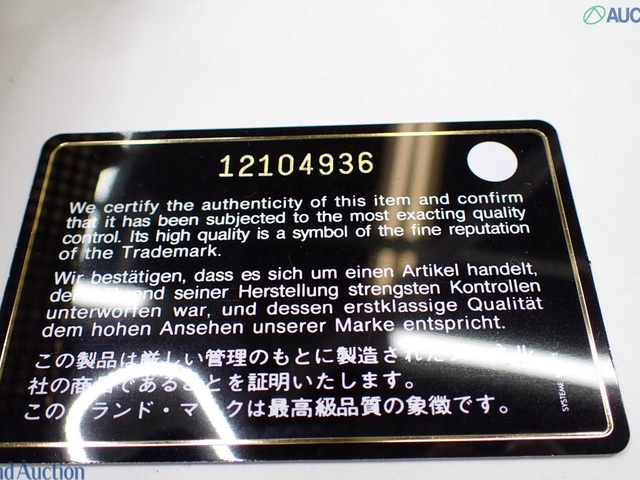 AUC
12104936
We certify the authenticity of this item and confirm
that it has been subjected to the most exacting quality
control. Its high quality is a symbol of the fine reputation
of the Trademark.
Wir bestätigen, dass es sich um einen Artikel handelt,
seiner Herstellung strengsten Kontrollen
unterworfen war, und dessen erstklassige Qualität
dem hohen Ansehen unserer Marke entspricht.
この製品は厳しい管理のもとに製造され
社の商品であることを証明いたします。
このブランド・マークは最高級品質の象徴です。
SYSTEME
nd Auction